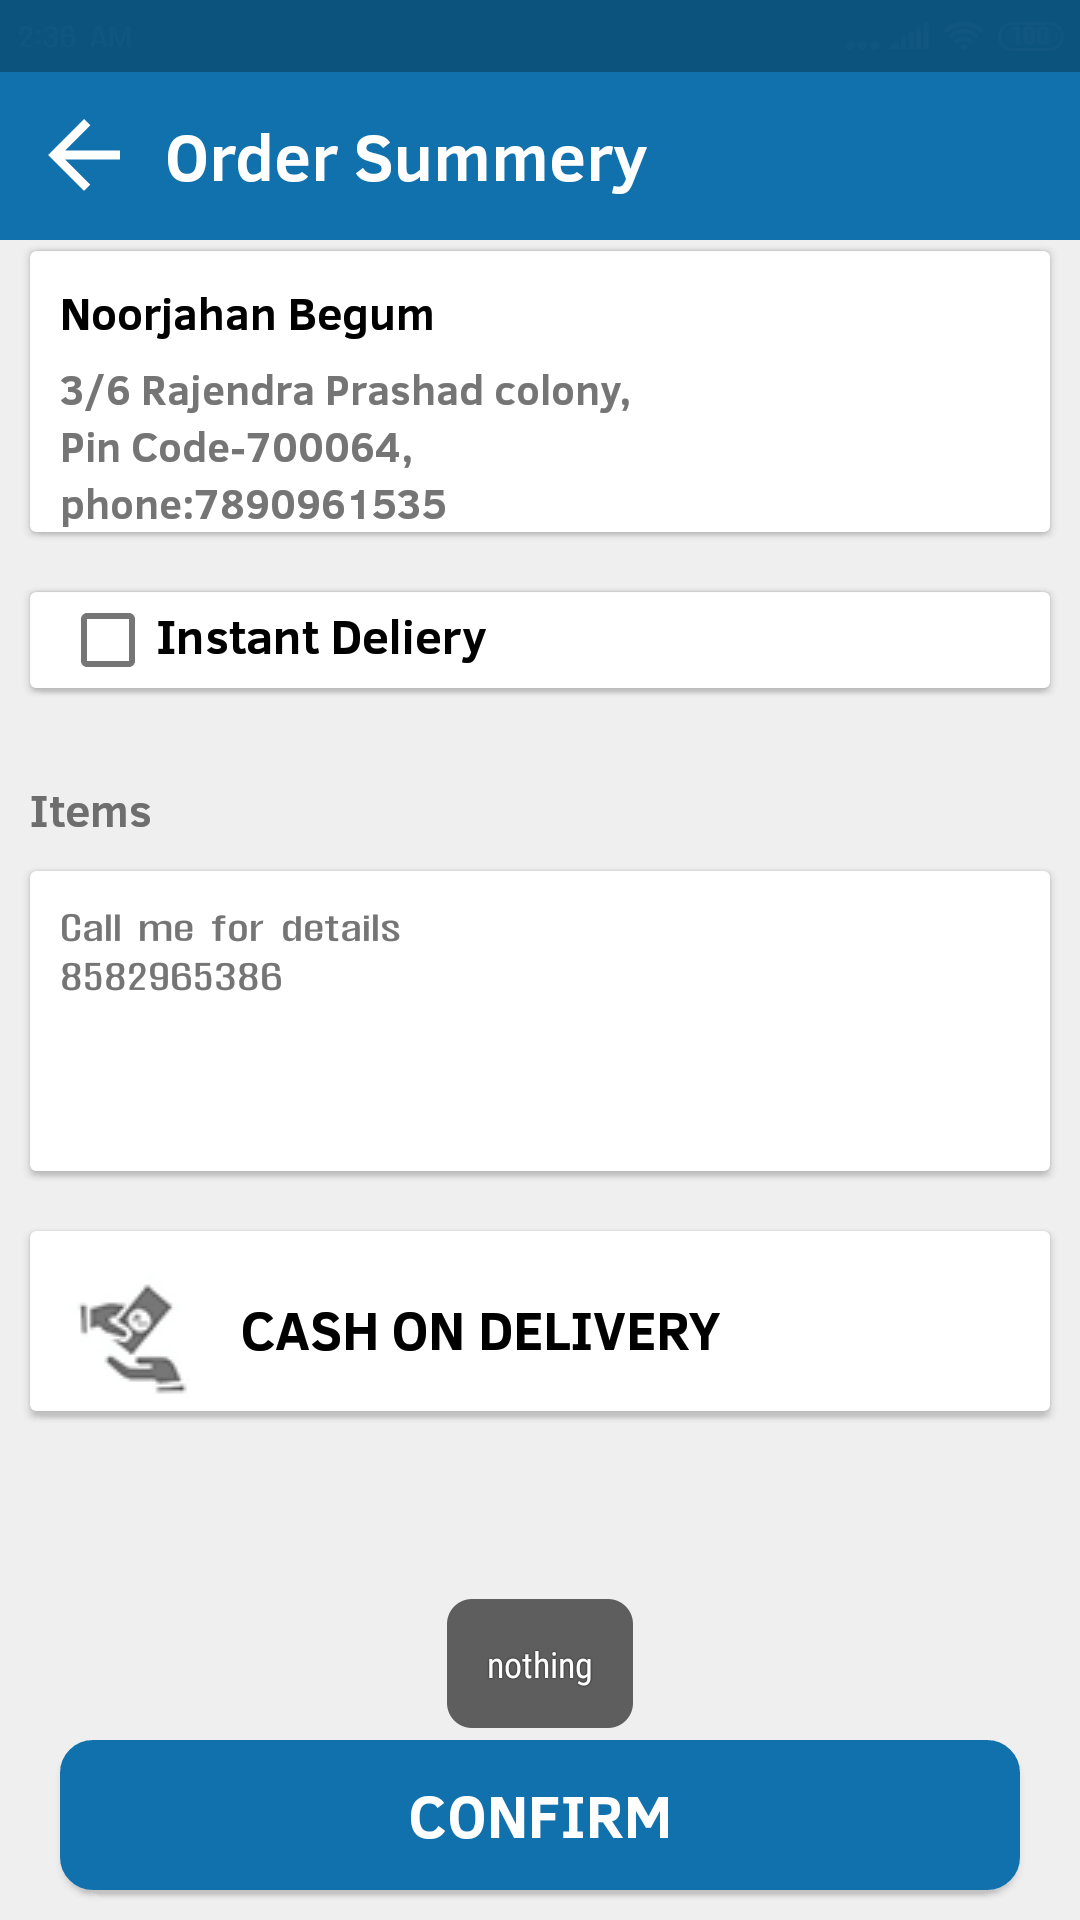 2:36 AM
Order Summery
Noorjahan Begum
3/6 Rajendra Prashad colony,
Pin Code-700064,
phone:7890961535
Instant Deliery
Items
Call me for details
8582965386
CASH ON DELIVERY
nothing
CONFIRM